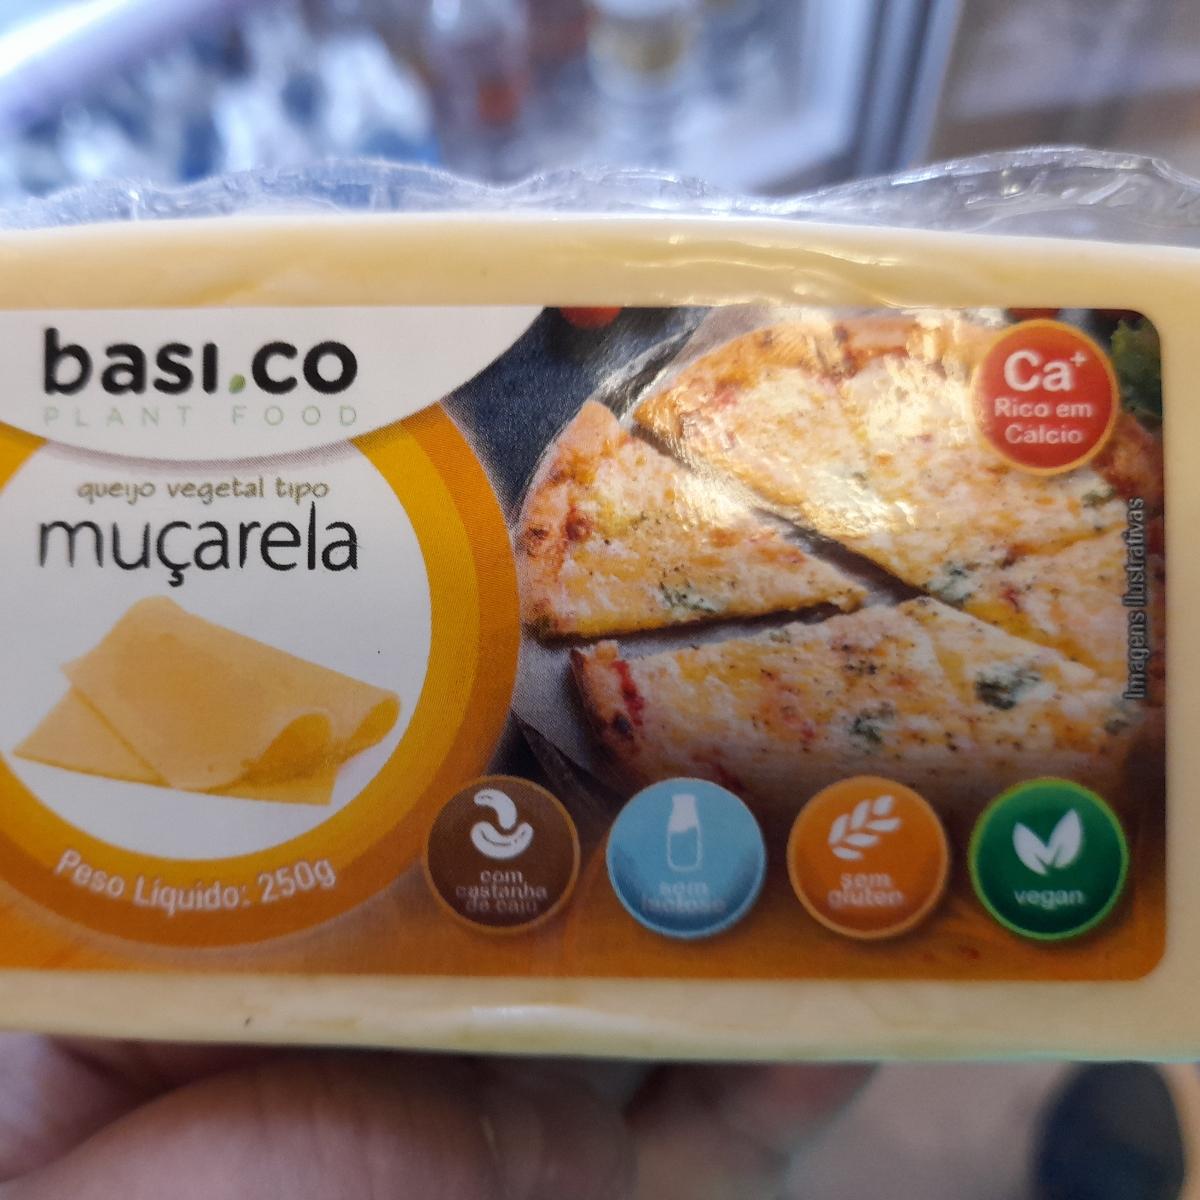 basi.co
PLANT FOOD
queijo vegetal tipo
muçarela
Peso Líquido: 250g
Ca+
Rico em
Cálcio
Imagens Ilustrativas
com
castanha
de caju
sem
lactose
sem
glúten
vegan